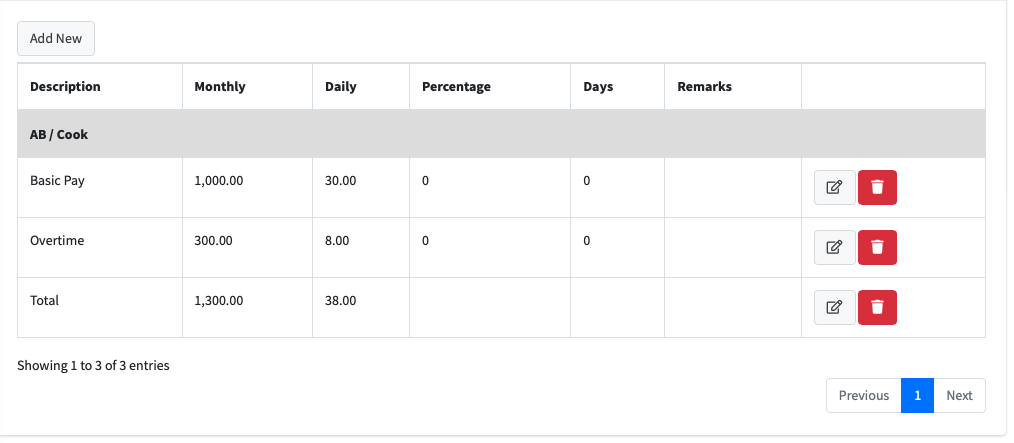 Add New
Description Monthly Daily Percentage Days Remarks
AB / Cook
Basic Pay 1,000.00 30.00 0 0
Overtime 300.00 8.00 0 0
Total 1,300.00 38.00
Showing 1 to 3 of 3 entries
Previous 1 Next